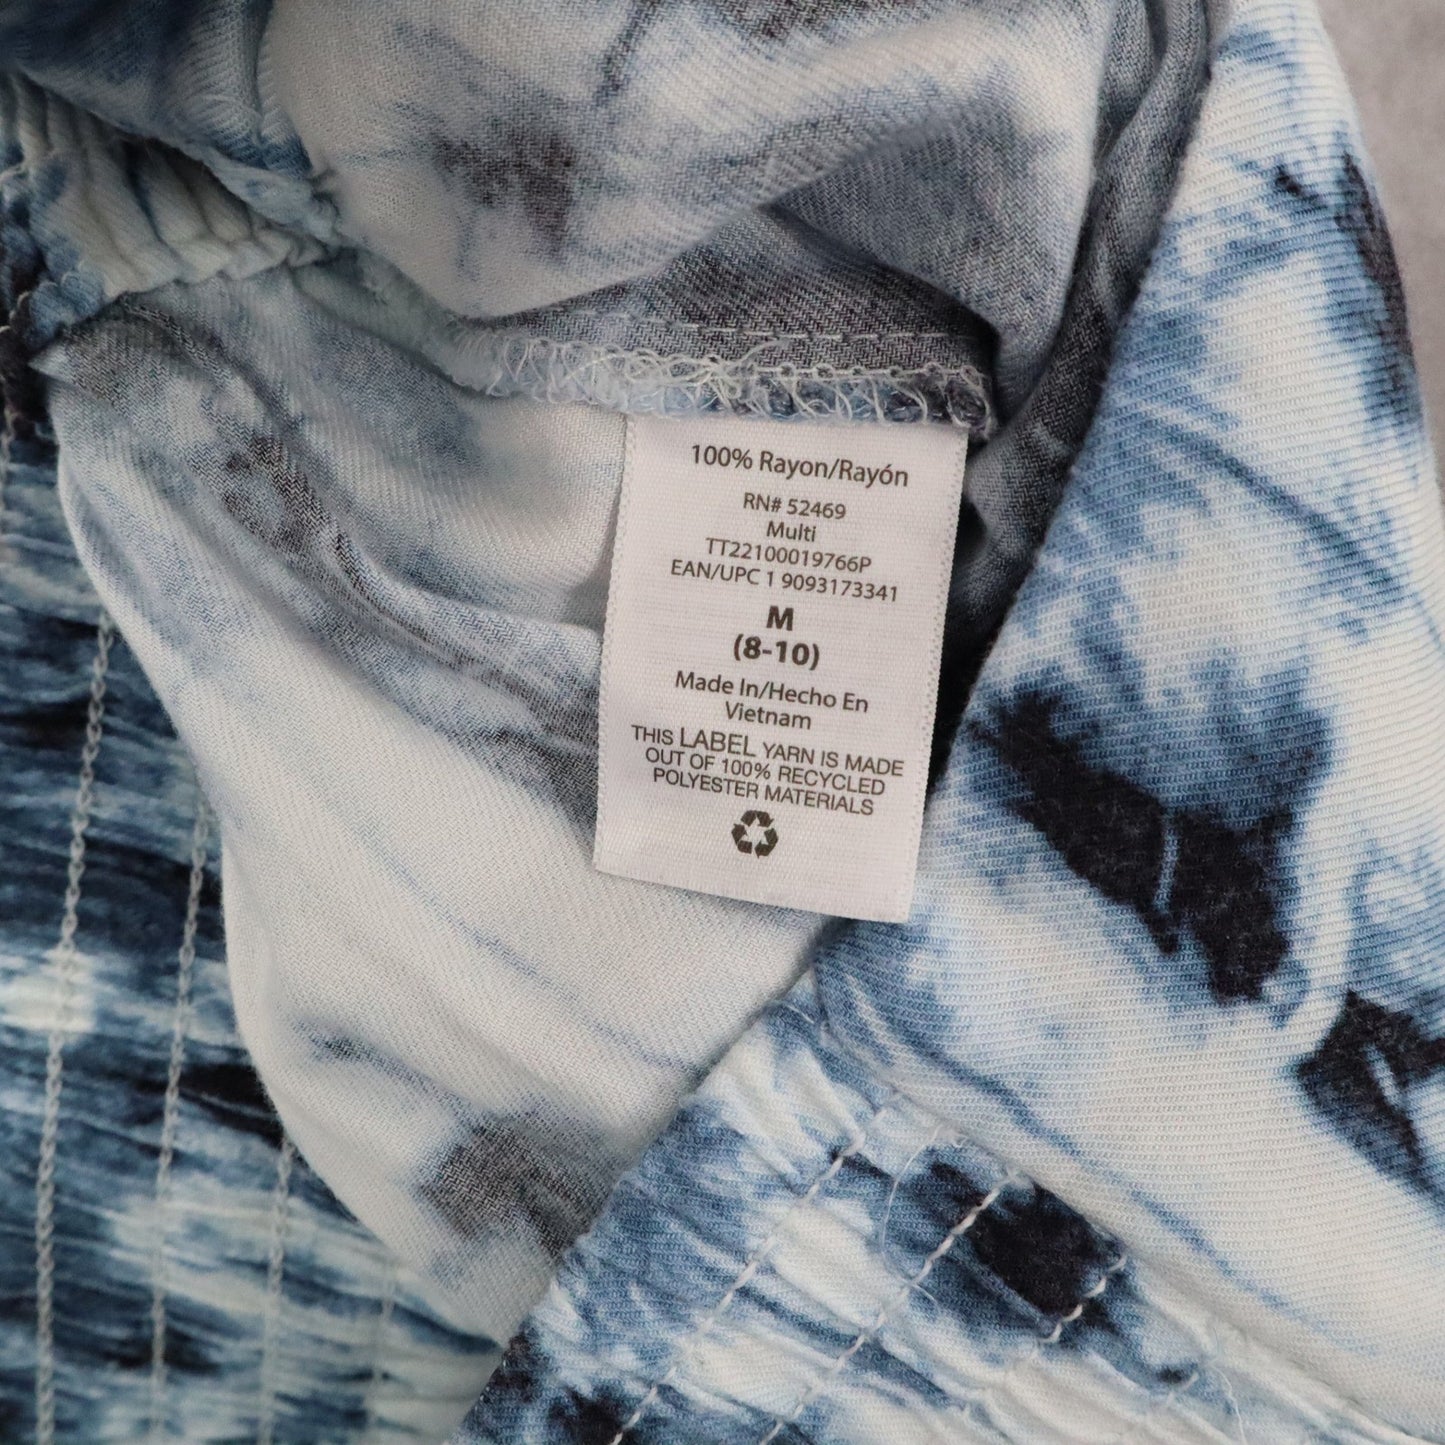 100% Rayon/Rayón
RN# 52469
Multi
TT22100019766P
EAN/UPC 1 9093173341
M
(8-10)
Made In/Hecho En
Vietnam
THIS LABEL YARN IS MADE
OUT OF 100% RECYCLED
POLYESTER MATERIALS